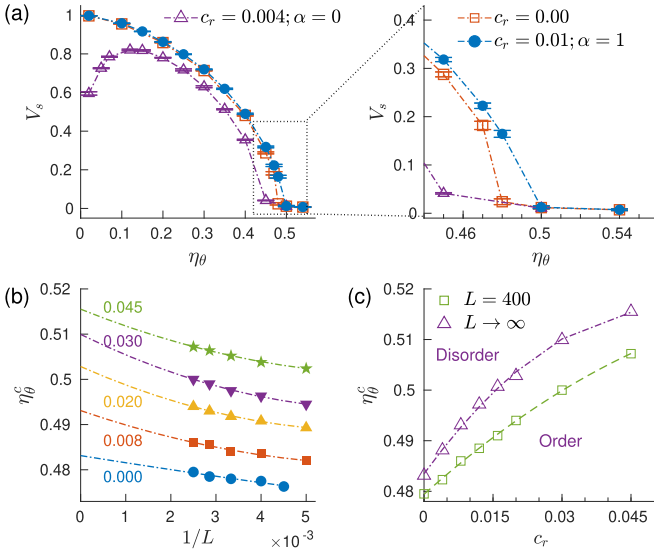 (a)
c_r = 0.004; α = 0
V_s
1
0.8
0.6
0.4
0.2
0
0 0.1 0.2 0.3 0.4 0.5
η_θ
c_r = 0.00
c_r = 0.01; α = 1
V_s
0.4
0.3
0.2
0.1
0
0.46 0.5 0.54
η_θ
(b)
η_θ^c
0.52
0.51
0.5
0.49
0.48
0.045
0.030
0.020
0.008
0.000
0 1 2 3 4 5
1/L
×10^-3
(c)
η_θ^c
0.52
0.51
0.5
0.49
0.48
L = 400
L → ∞
Disorder
Order
0 0.015 0.03 0.045
c_r